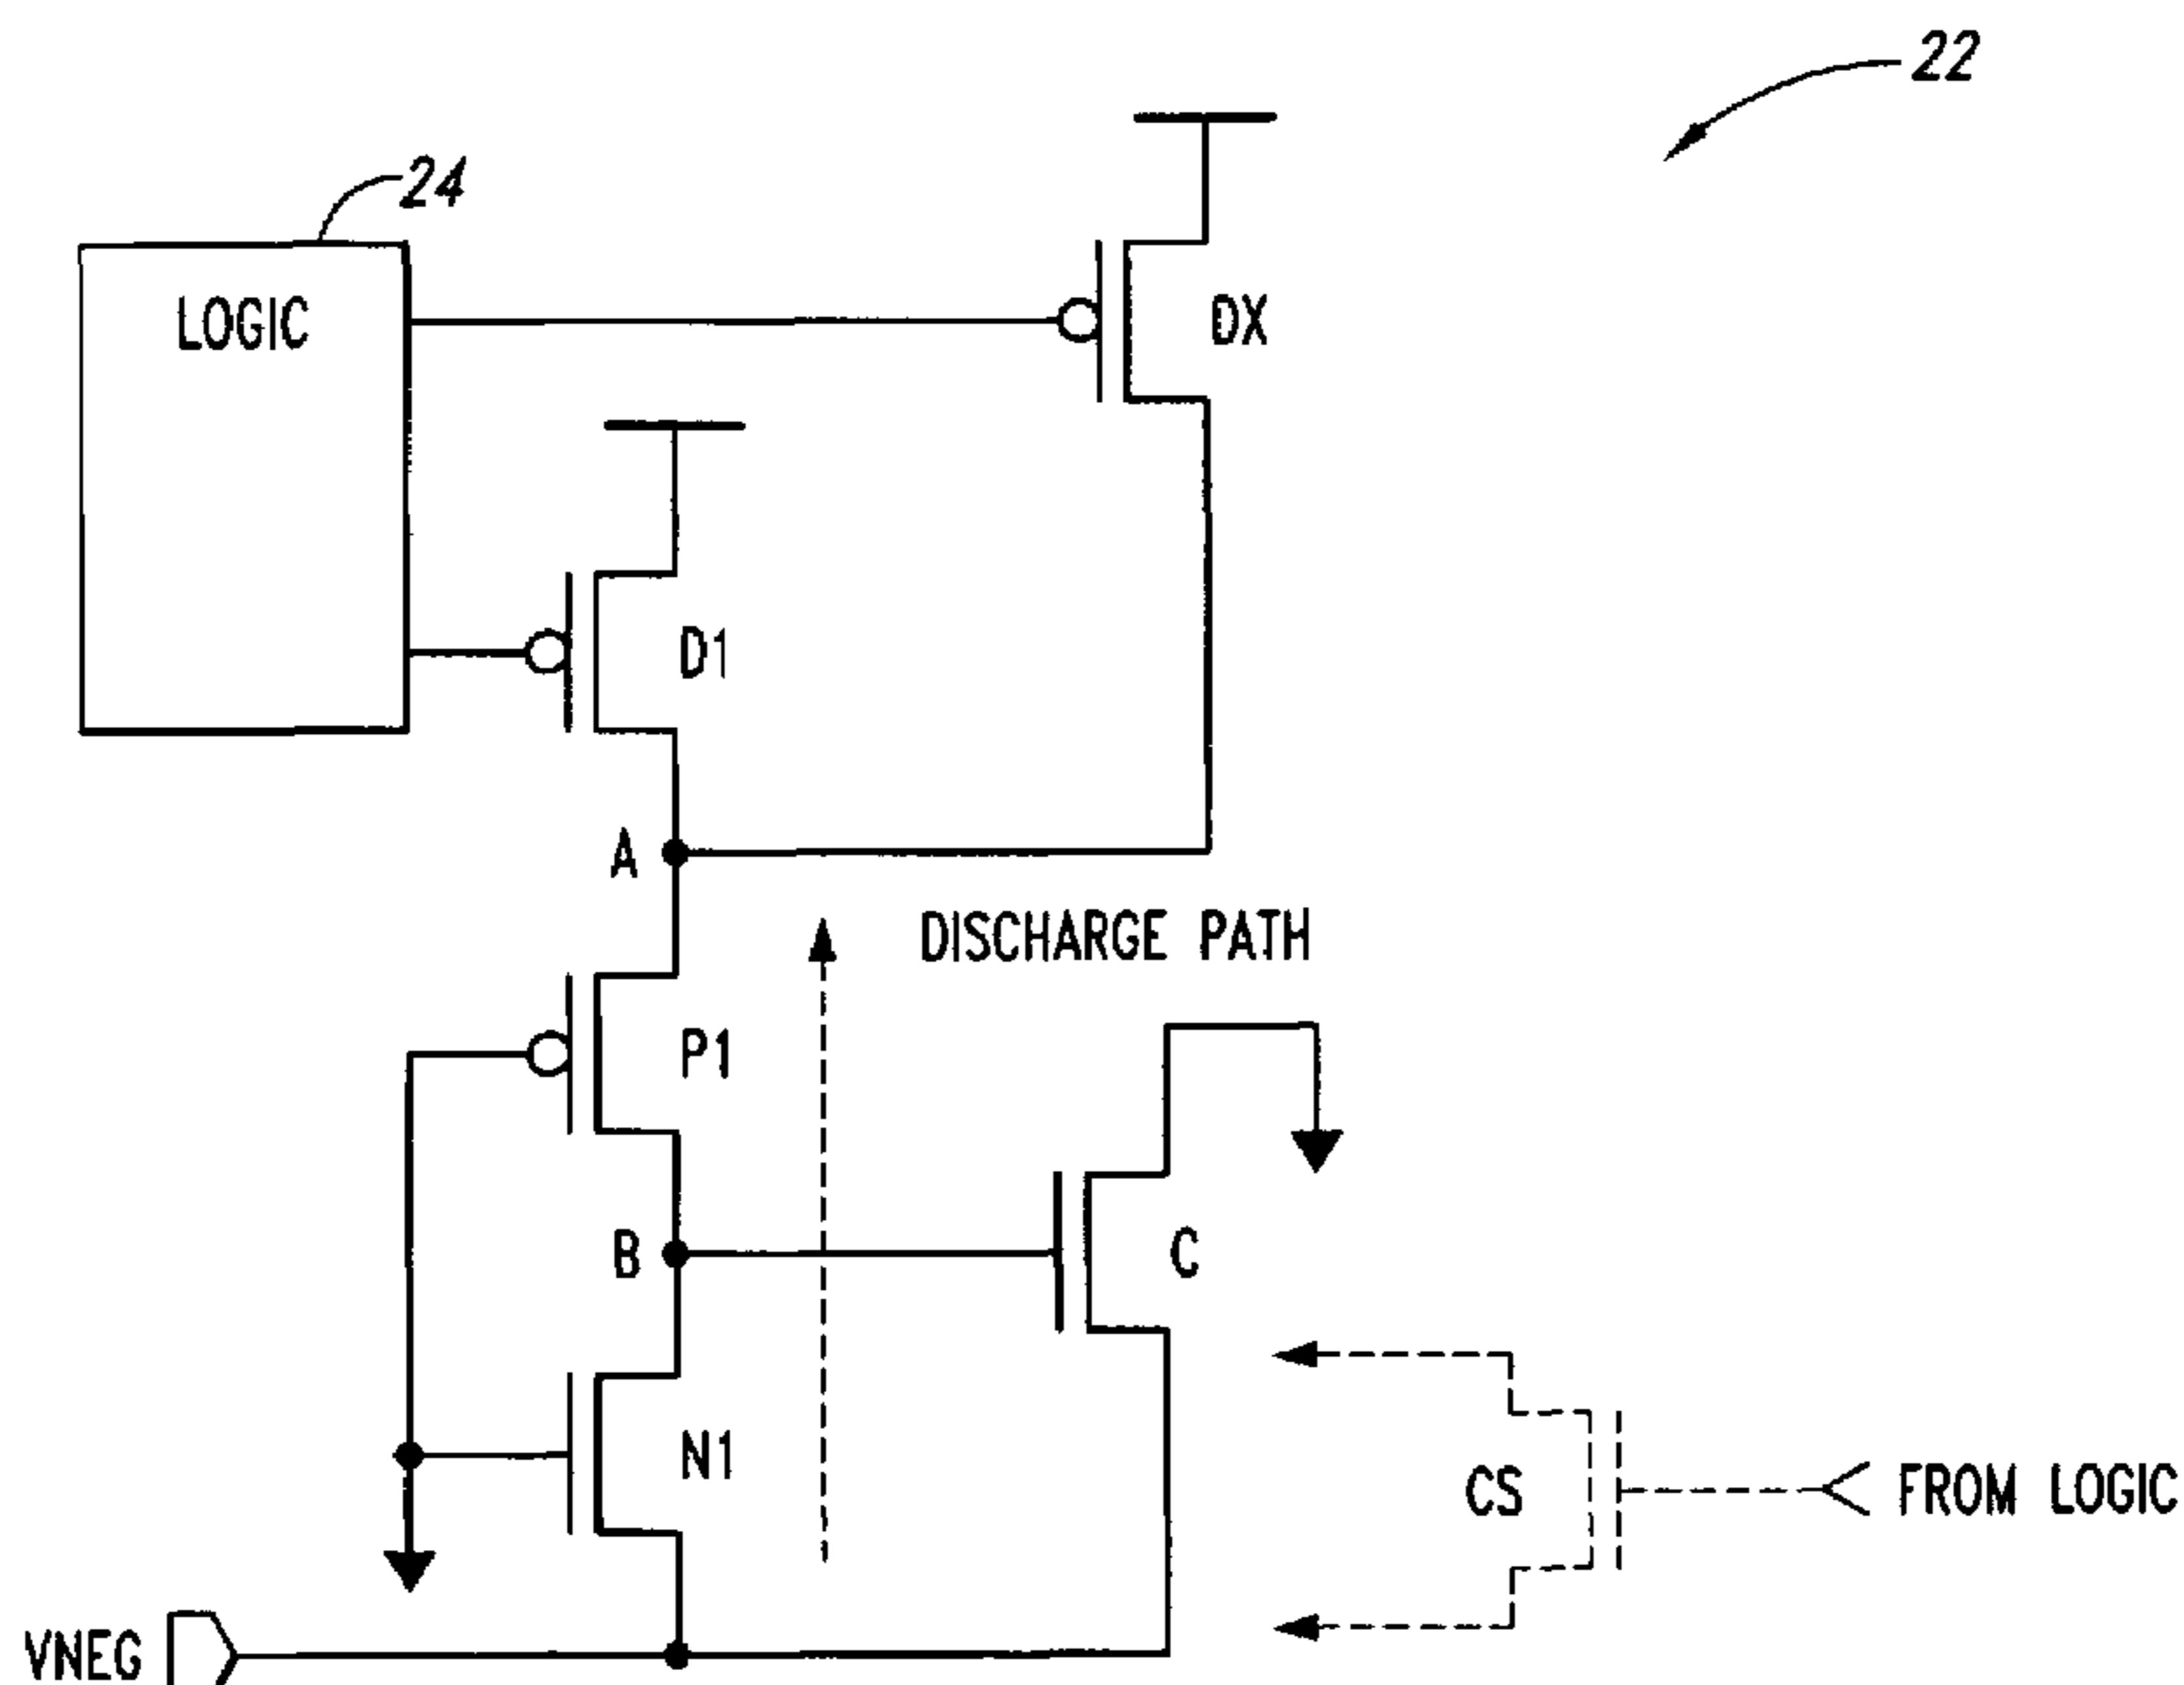 22
24
LOGIC
DX
D1
A
DISCHARGE PATH
P1
B
C
N1
CS
FROM LOGIC
VNEG